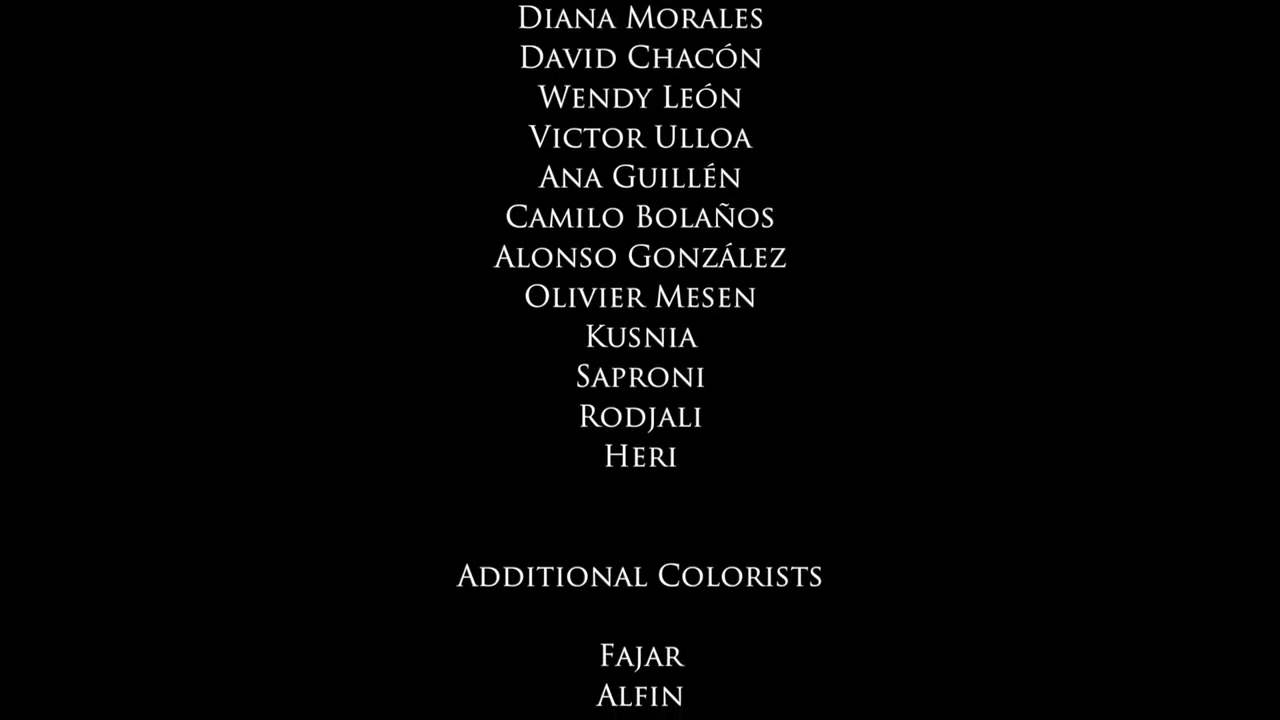 Diana Morales
David Chacón
Wendy León
Victor Ulloa
Ana Guillén
Camilo Bolaños
Alonso González
Olivier Mesen
Kusnia
Saproni
Rodjali
Heri
Additional Colorists
Fajar
Alfin